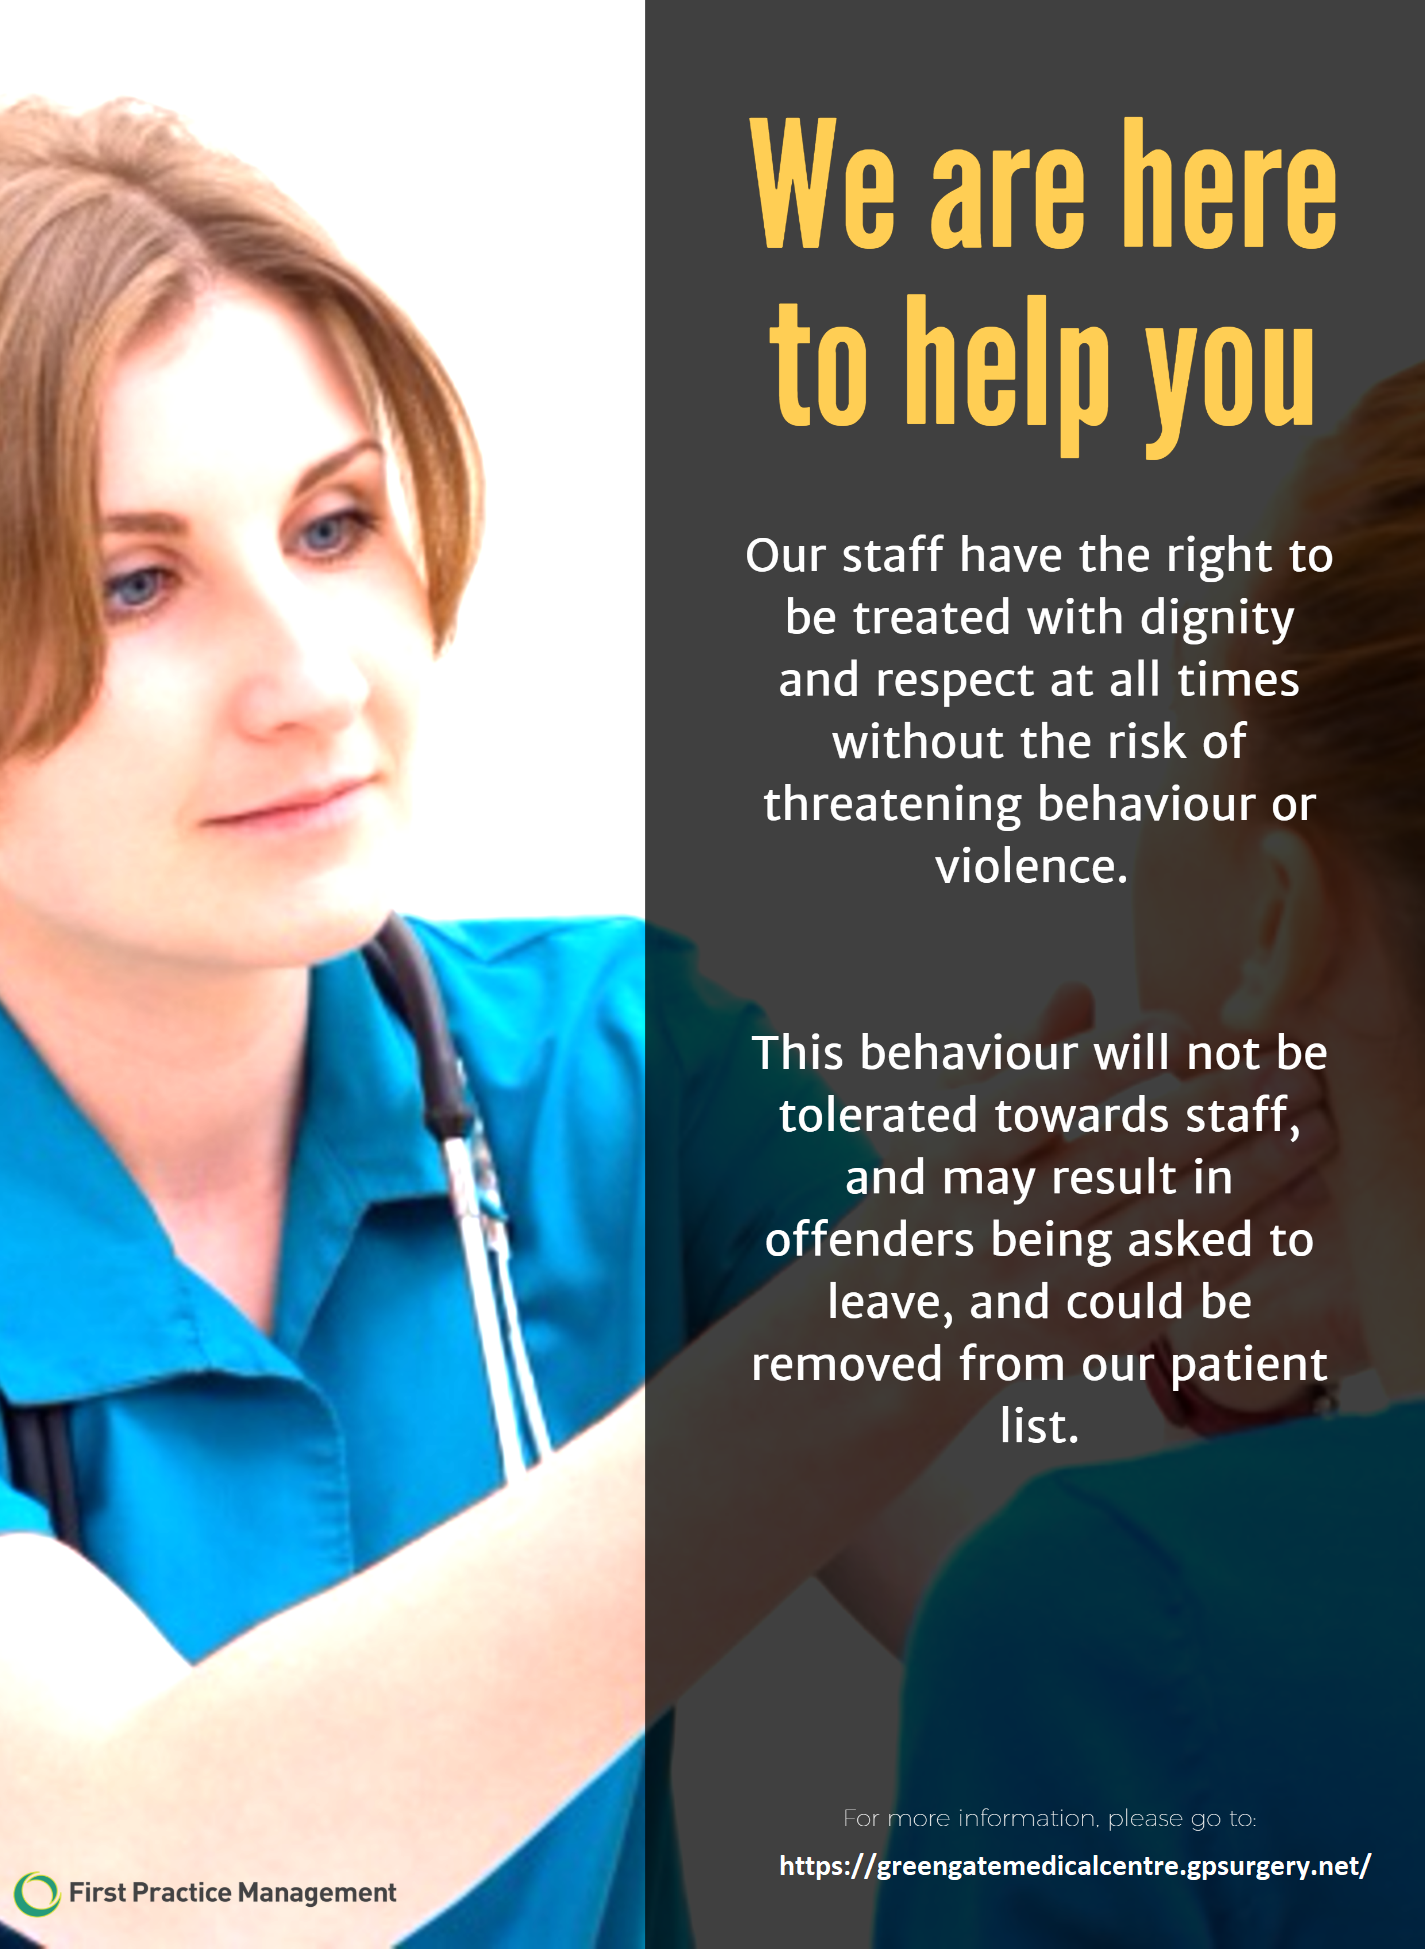 We are here
to help you
Our staff have the right to
be treated with dignity
and respect at all times
without the risk of
threatening behaviour or
violence.
This behaviour will not be
tolerated towards staff,
and may result in
offenders being asked to
leave, and could be
removed from our patient
list.
For more information, please go to:
https://greengatemedicalcentre.gpsurgery.net/
First Practice Management